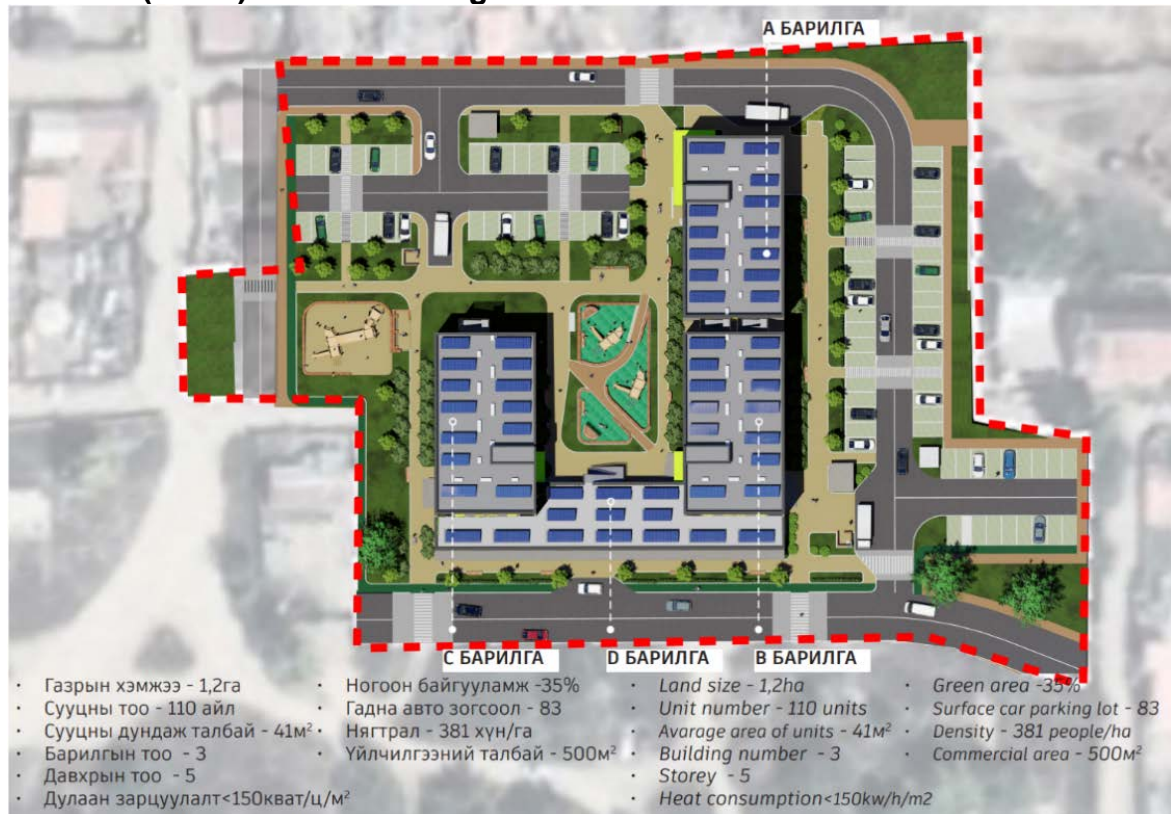 А БАРИЛГА
С БАРИЛГА
D БАРИЛГА
В БАРИЛГА
· Газрын хэмжээ - 1,2га
· Сууцны тоо - 110 айл
· Сууцны дундаж талбай - 41м²
· Барилгын тоо - 3
· Давхрын тоо - 5
· Дулаан зарцуулалт<150кват/ц/м²
· Ногоон байгууламж -35%
· Гадна авто зогсоол - 83
· Нягтрал - 381 хүн/га
· Үйлчилгээний талбай - 500м²
· Land size - 1,2ha
· Unit number - 110 units
· Avarage area of units - 41м²
· Building number - 3
· Storey - 5
· Heat consumption<150kw/h/m2
· Green area -35%
· Surface car parking lot - 83
· Density - 381 people/ha
· Commercial area - 500м²